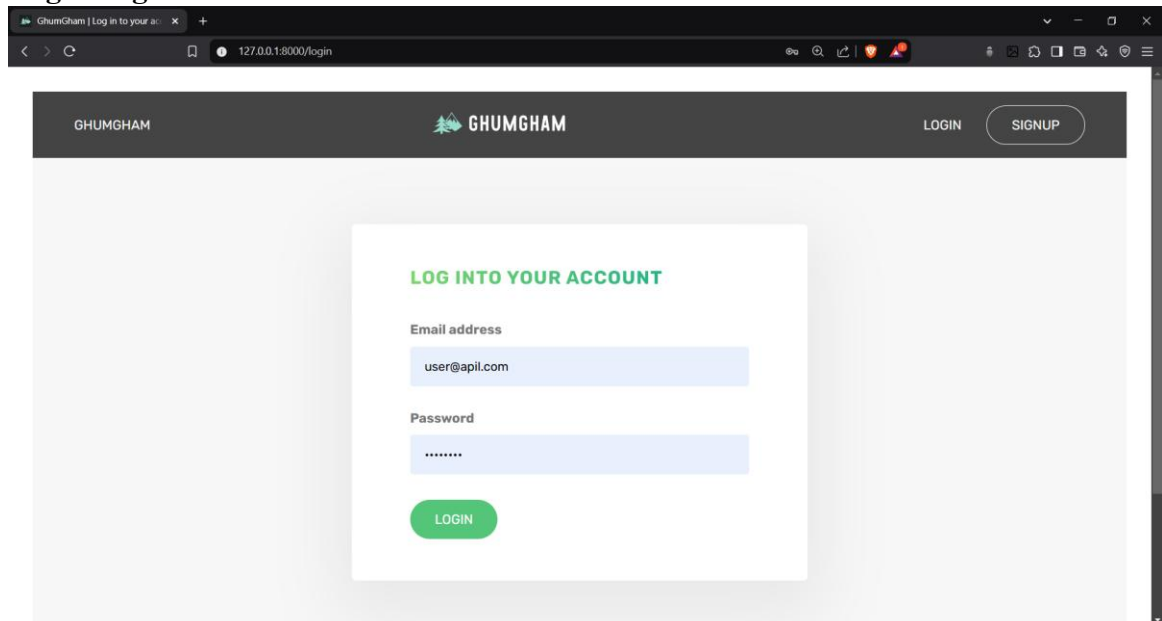 GhumGham | Log in to your ac
127.0.0.1:8000/login
GHUMGHAM GHUMGHAM LOGIN SIGNUP
LOG INTO YOUR ACCOUNT
Email address
user@apil.com
Password
••••••••
LOGIN